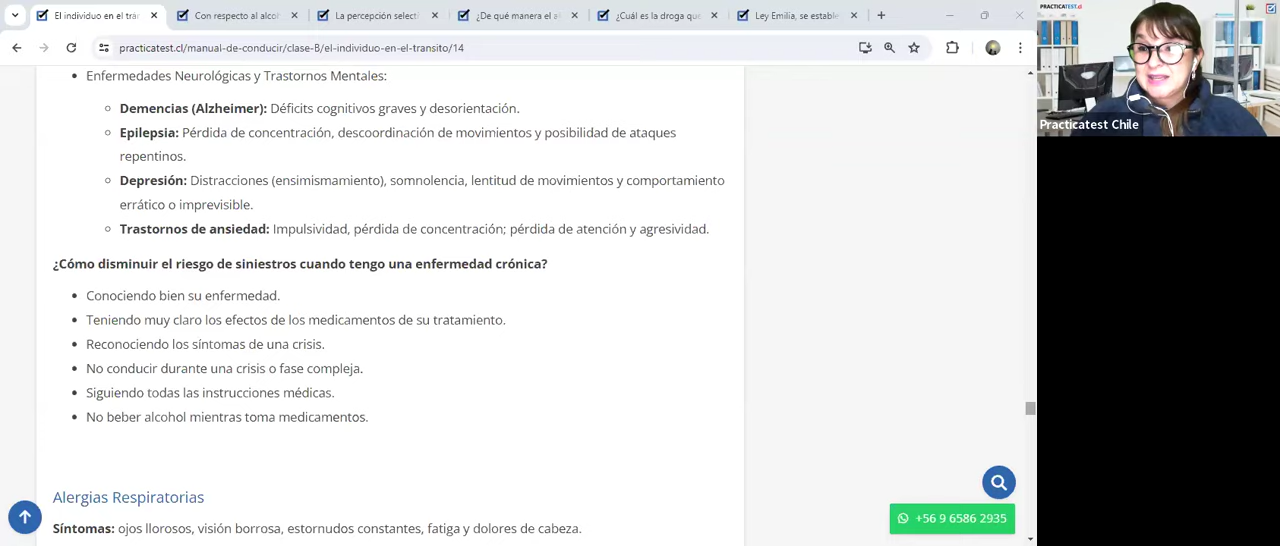 El individuo en el trán
Con respecto al alcoh
La percepción selecti
¿De qué manera el al
¿Cuál es la droga que
Ley Emilia, se estable
practicatest.cl/manual-de-conducir/clase-B/el-individuo-en-el-transito/14
PRACTICATEST.cl
Practicatest Chile
Enfermedades Neurológicas y Trastornos Mentales:
Demencias (Alzheimer): Déficits cognitivos graves y desorientación.
Epilepsia: Pérdida de concentración, descoordinación de movimientos y posibilidad de ataques
repentinos.
Depresión: Distracciones (ensimismamiento), somnolencia, lentitud de movimientos y comportamiento
errático o imprevisible.
Trastornos de ansiedad: Impulsividad, pérdida de concentración; pérdida de atención y agresividad.
¿Cómo disminuir el riesgo de siniestros cuando tengo una enfermedad crónica?
Conociendo bien su enfermedad.
Teniendo muy claro los efectos de los medicamentos de su tratamiento.
Reconociendo los síntomas de una crisis.
No conducir durante una crisis o fase compleja.
Siguiendo todas las instrucciones médicas.
No beber alcohol mientras toma medicamentos.
Alergias Respiratorias
Síntomas: ojos llorosos, visión borrosa, estornudos constantes, fatiga y dolores de cabeza.
+56 9 6586 2935